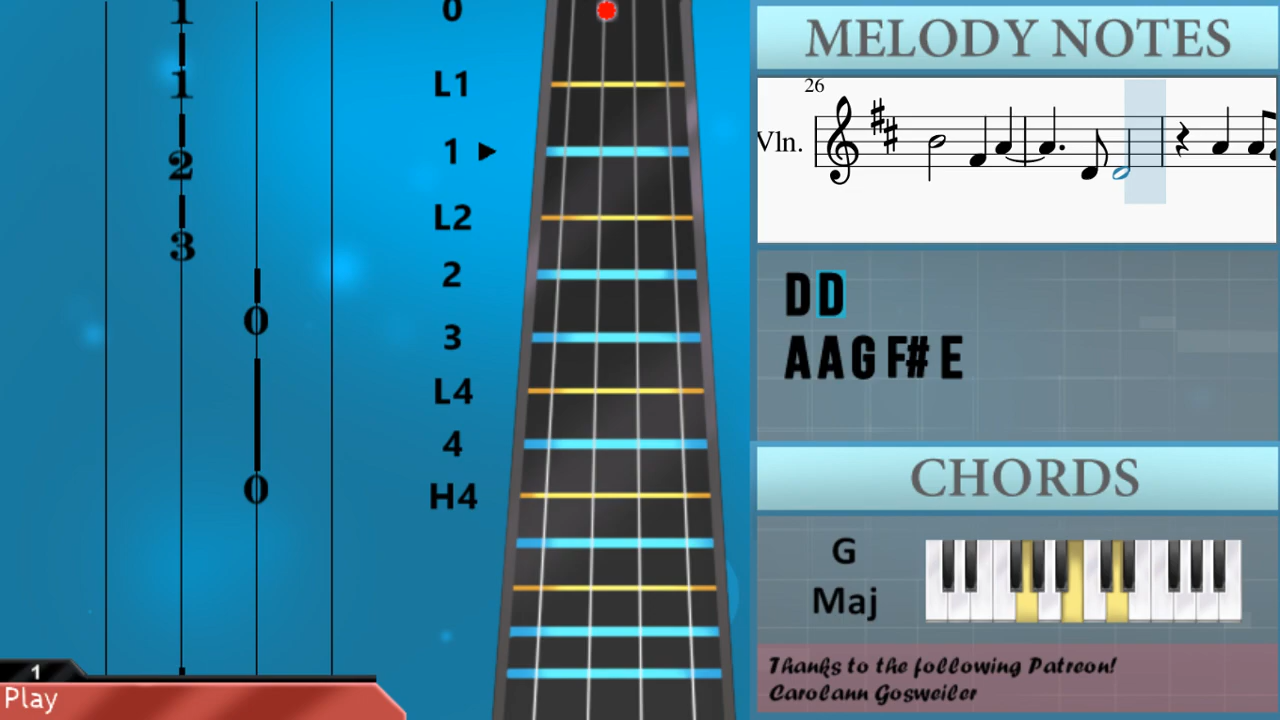 1
1
2
3
0
0
1
Play
0
L1
1
L2
2
3
L4
4
H4
MELODY NOTES
26
Vln.
D D
A A G F# E
CHORDS
G
Maj
Thanks to the following Patreon!
Carolann Gosweiler